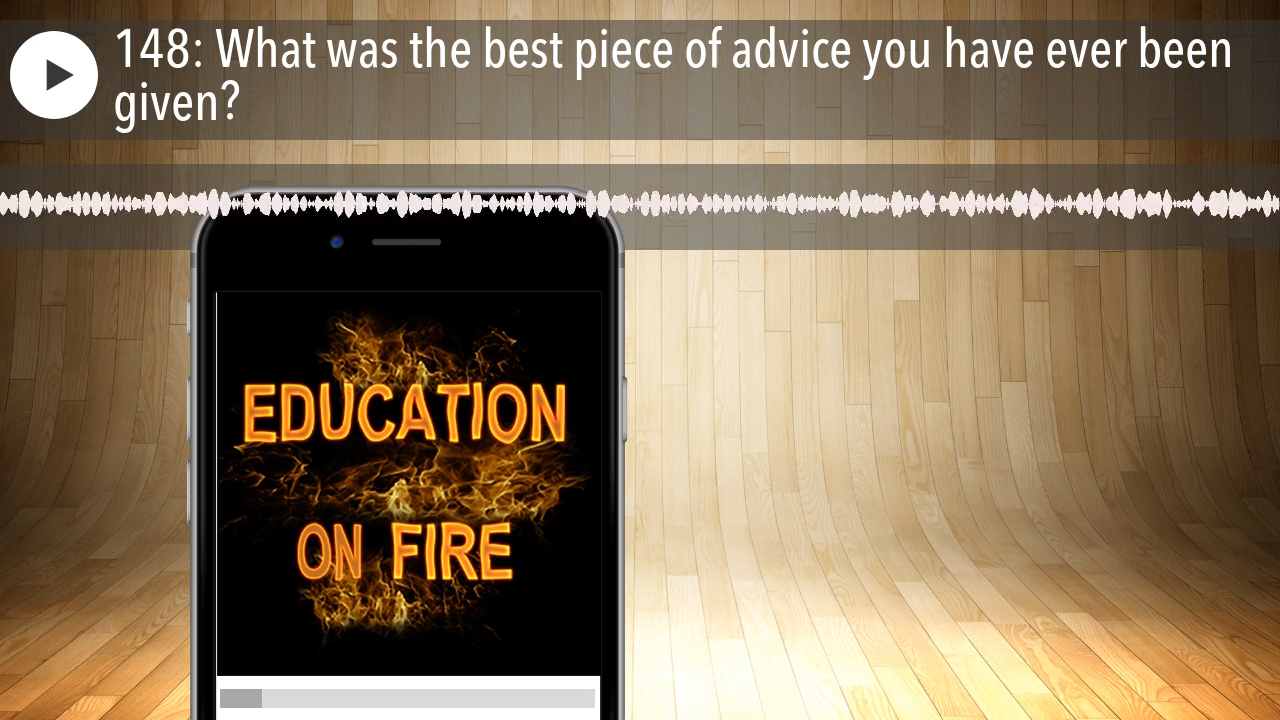 148: What was the best piece of advice you have ever been
given?
EDUCATION
ON FIRE